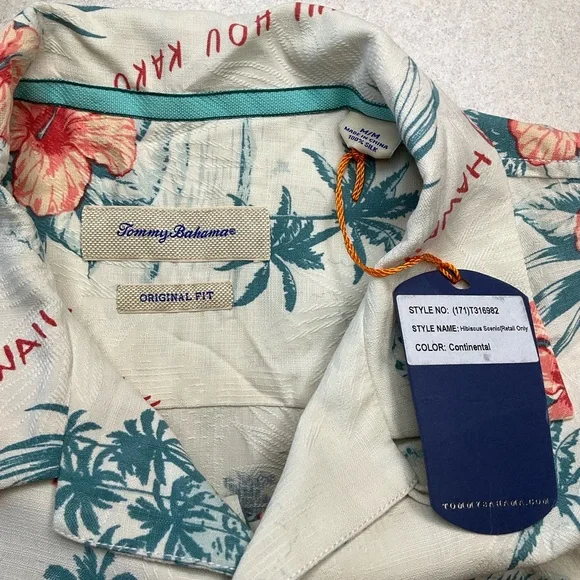 HOU KAKO
M/M
MADE IN CHINA
100% SILK
HAWAII
Tommy Bahama®
ORIGINAL FIT
STYLE NO: (171)T316982
STYLE NAME: Hibiscus Scenic(Retail Only
COLOR: Continental
WAII
TOMMYBAHAMA.COM